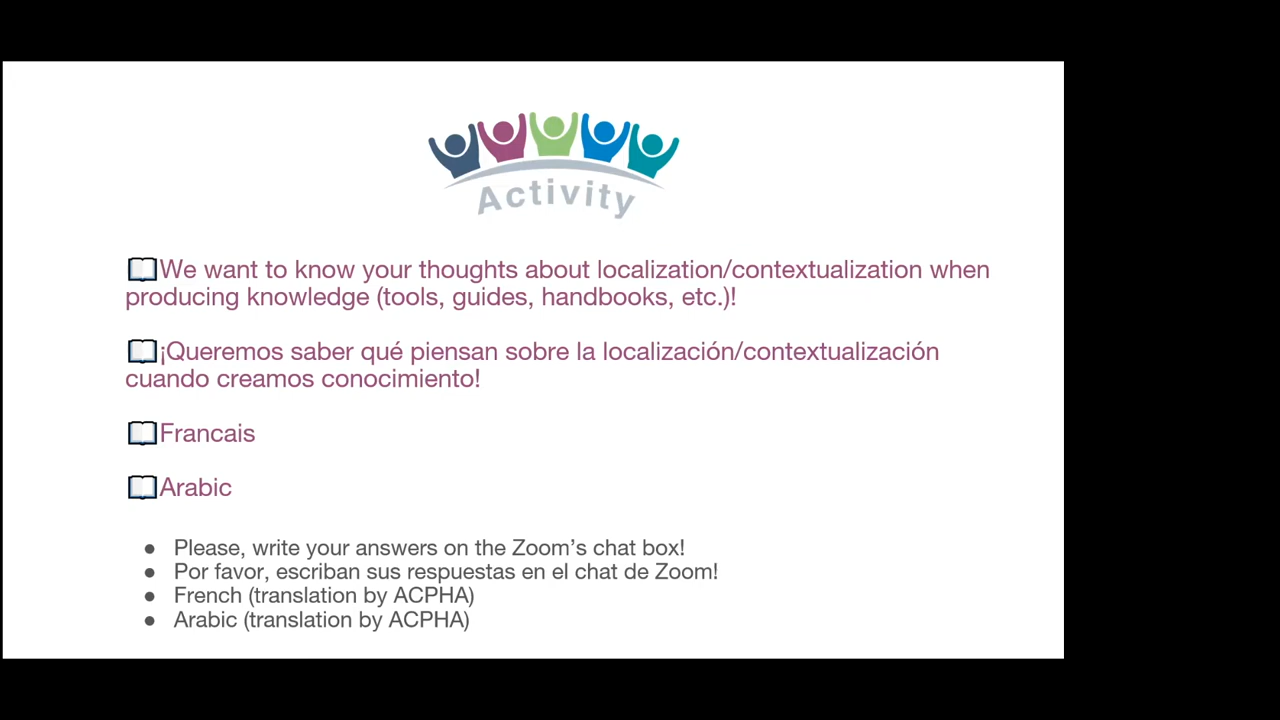 Activity
📖We want to know your thoughts about localization/contextualization when
producing knowledge (tools, guides, handbooks, etc.)!
📖¡Queremos saber qué piensan sobre la localización/contextualización
cuando creamos conocimiento!
📖Francais
📖Arabic
● Please, write your answers on the Zoom’s chat box!
● Por favor, escriban sus respuestas en el chat de Zoom!
● French (translation by ACPHA)
● Arabic (translation by ACPHA)